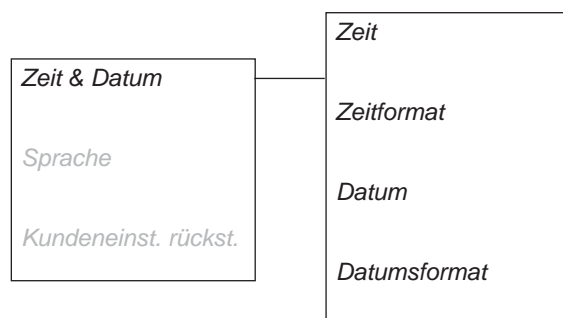 Zeit & Datum
Sprache
Kundeneinst. rückst.
Zeit
Zeitformat
Datum
Datumsformat